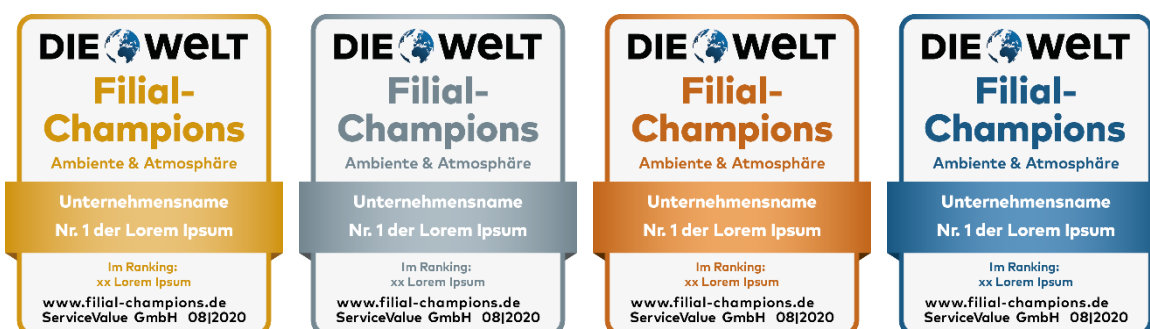 DIE WELT
Filial-
Champions
Ambiente & Atmosphäre
Unternehmensname
Nr. 1 der Lorem Ipsum
Im Ranking:
xx Lorem Ipsum
www.filial-champions.de
ServiceValue GmbH 08|2020
DIE WELT
Filial-
Champions
Ambiente & Atmosphäre
Unternehmensname
Nr. 1 der Lorem Ipsum
Im Ranking:
xx Lorem Ipsum
www.filial-champions.de
ServiceValue GmbH 08|2020
DIE WELT
Filial-
Champions
Ambiente & Atmosphäre
Unternehmensname
Nr. 1 der Lorem Ipsum
Im Ranking:
xx Lorem Ipsum
www.filial-champions.de
ServiceValue GmbH 08|2020
DIE WELT
Filial-
Champions
Ambiente & Atmosphäre
Unternehmensname
Nr. 1 der Lorem Ipsum
Im Ranking:
xx Lorem Ipsum
www.filial-champions.de
ServiceValue GmbH 08|2020